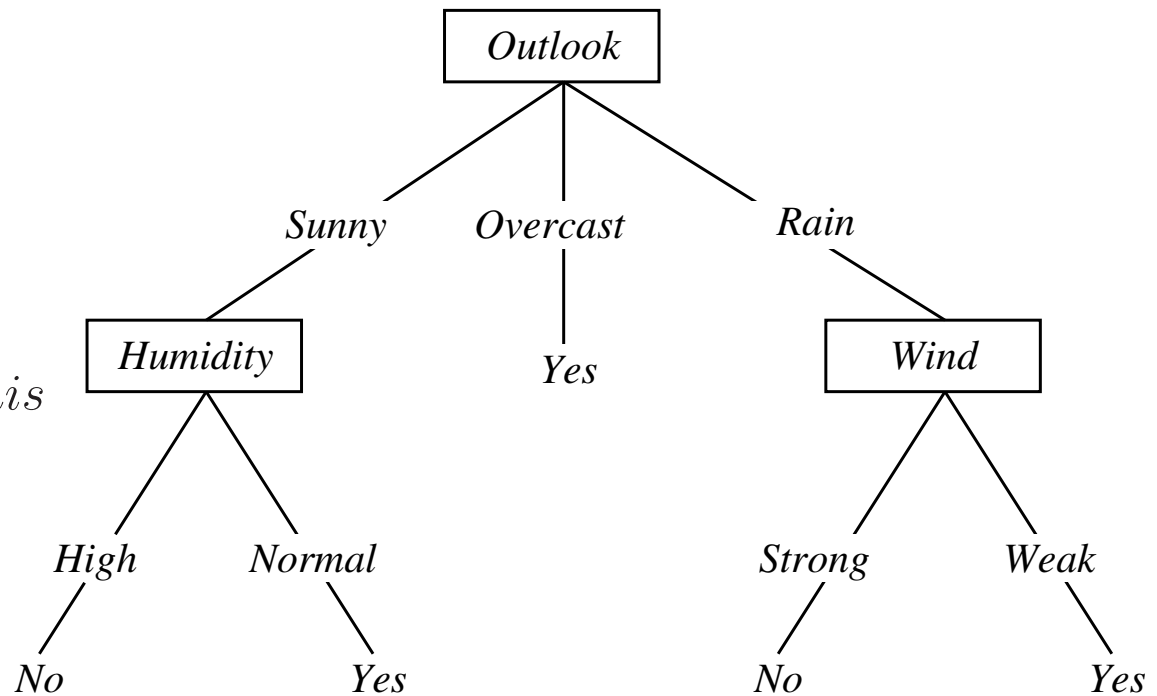 Outlook
Sunny Overcast Rain
Humidity Yes Wind
High Normal Strong Weak
No Yes No Yes